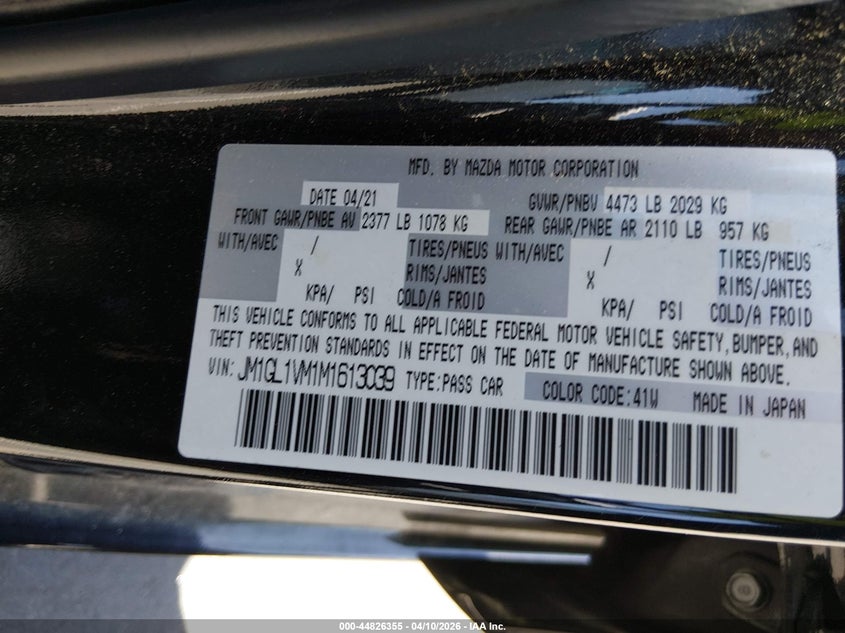 MFD. BY MAZDA MOTOR CORPORATION
DATE 04/21 GVWR/PNBV 4473 LB 2029 KG
FRONT GAWR/PNBE AV 2377 LB 1078 KG REAR GAWR/PNBE AR 2110 LB 957 KG
WITH/AVEC / TIRES/PNEUS WITH/AVEC / TIRES/PNEUS
X RIMS/JANTES X RIMS/JANTES
KPA/ PSI COLD/A FROID KPA/ PSI COLD/A FROID
THIS VEHICLE CONFORMS TO ALL APPLICABLE FEDERAL MOTOR VEHICLE SAFETY, BUMPER, AND
THEFT PREVENTION STANDARDS IN EFFECT ON THE DATE OF MANUFACTURE SHOWN ABOVE.
VIN: JM1GL1VM1M1613039 TYPE:PASS CAR COLOR CODE:41W MADE IN JAPAN
000-44826355 - 04/10/2026 - IAA Inc.